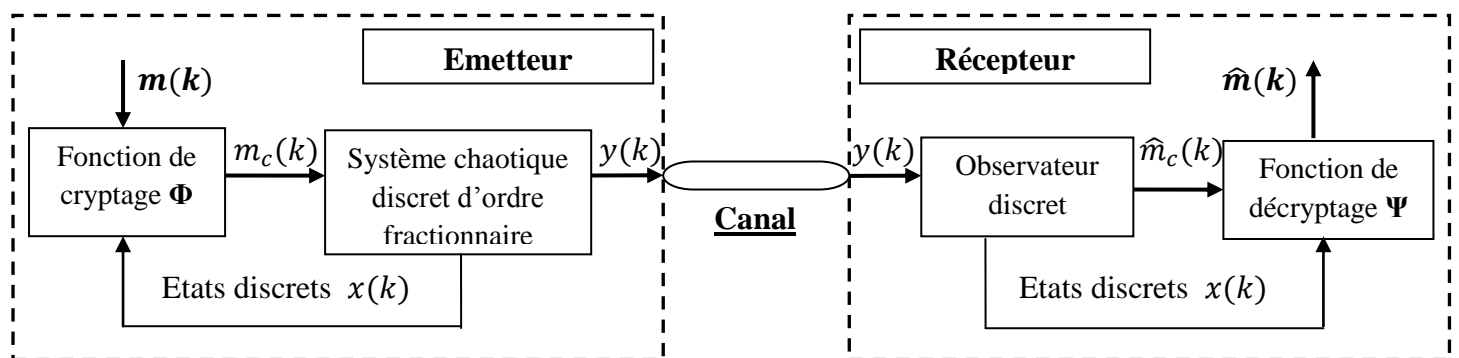 Emetteur
m(k)
Fonction de
cryptage Φ
m_c(k)
Système chaotique
discret d'ordre
fractionnaire
y(k)
Etats discrets x(k)
Canal
Récepteur
y(k)
Observateur
discret
m̂_c(k)
m̂(k)
Fonction de
décryptage Ψ
Etats discrets x(k)